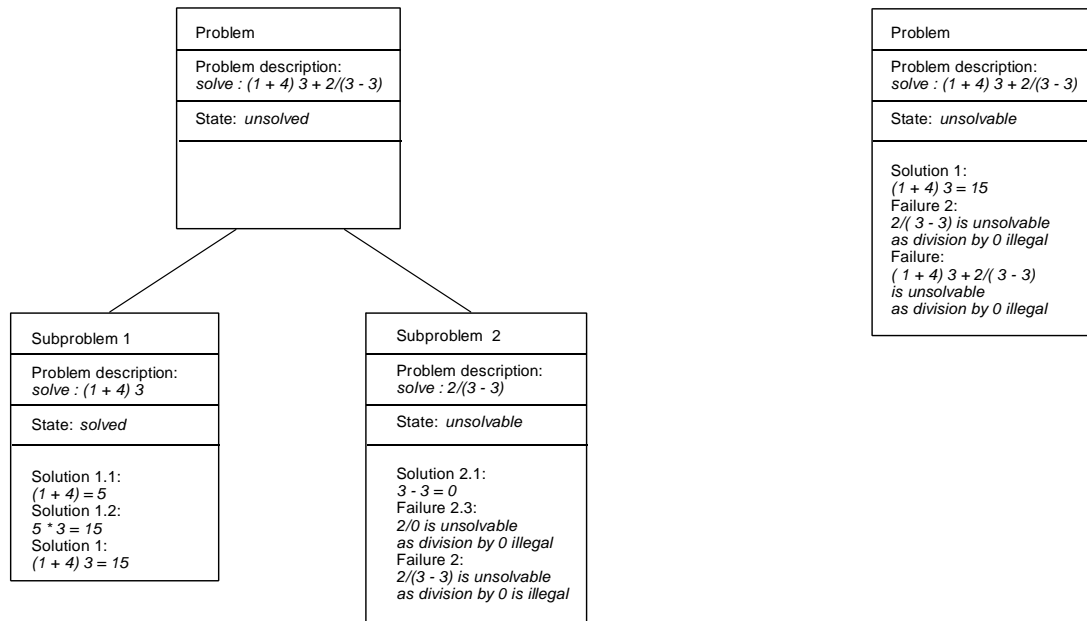 Problem
Problem description:
solve : (1 + 4) 3 + 2/(3 - 3)
State: unsolved
Subproblem 1
Problem description:
solve : (1 + 4) 3
State: solved
Solution 1.1:
(1 + 4) = 5
Solution 1.2:
5 * 3 = 15
Solution 1:
(1 + 4) 3 = 15
Subproblem 2
Problem description:
solve : 2/(3 - 3)
State: unsolvable
Solution 2.1:
3 - 3 = 0
Failure 2.3:
2/0 is unsolvable
as division by 0 illegal
Failure 2:
2/(3 - 3) is unsolvable
as division by 0 is illegal
Problem
Problem description:
solve : (1 + 4) 3 + 2/(3 - 3)
State: unsolvable
Solution 1:
(1 + 4) 3 = 15
Failure 2:
2/( 3 - 3) is unsolvable
as division by 0 illegal
Failure:
( 1 + 4) 3 + 2/( 3 - 3)
is unsolvable
as division by 0 illegal